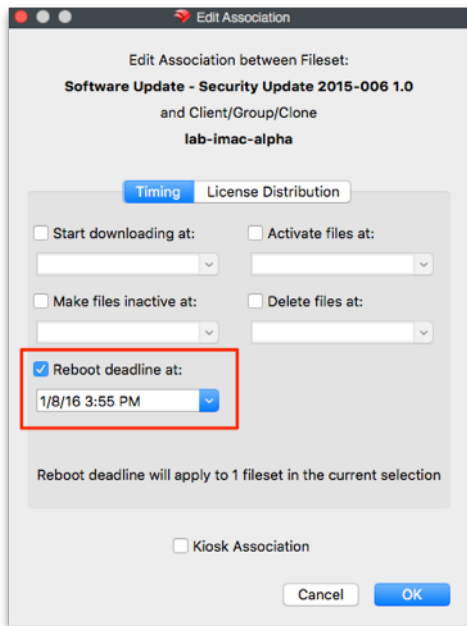 Edit Association
Edit Association between Fileset:
Software Update - Security Update 2015-006 1.0
and Client/Group/Clone
lab-imac-alpha
Timing License Distribution
Start downloading at: Activate files at:
Make files inactive at: Delete files at:
Reboot deadline at:
1/8/16 3:55 PM
Reboot deadline will apply to 1 fileset in the current selection
Kiosk Association
Cancel OK